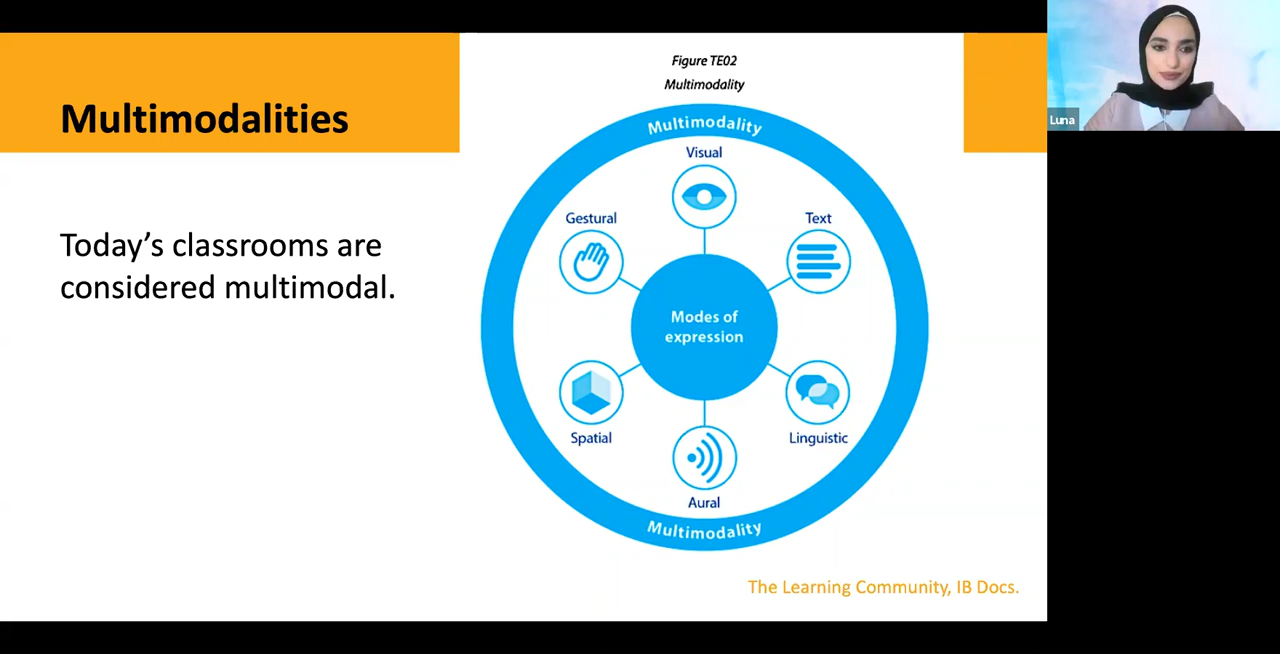 Multimodalities
Today’s classrooms are
considered multimodal.
Figure TE02
Multimodality
Multimodality
Visual
Gestural
Text
Modes of
expression
Spatial
Linguistic
Aural
Multimodality
The Learning Community, IB Docs.
Luna